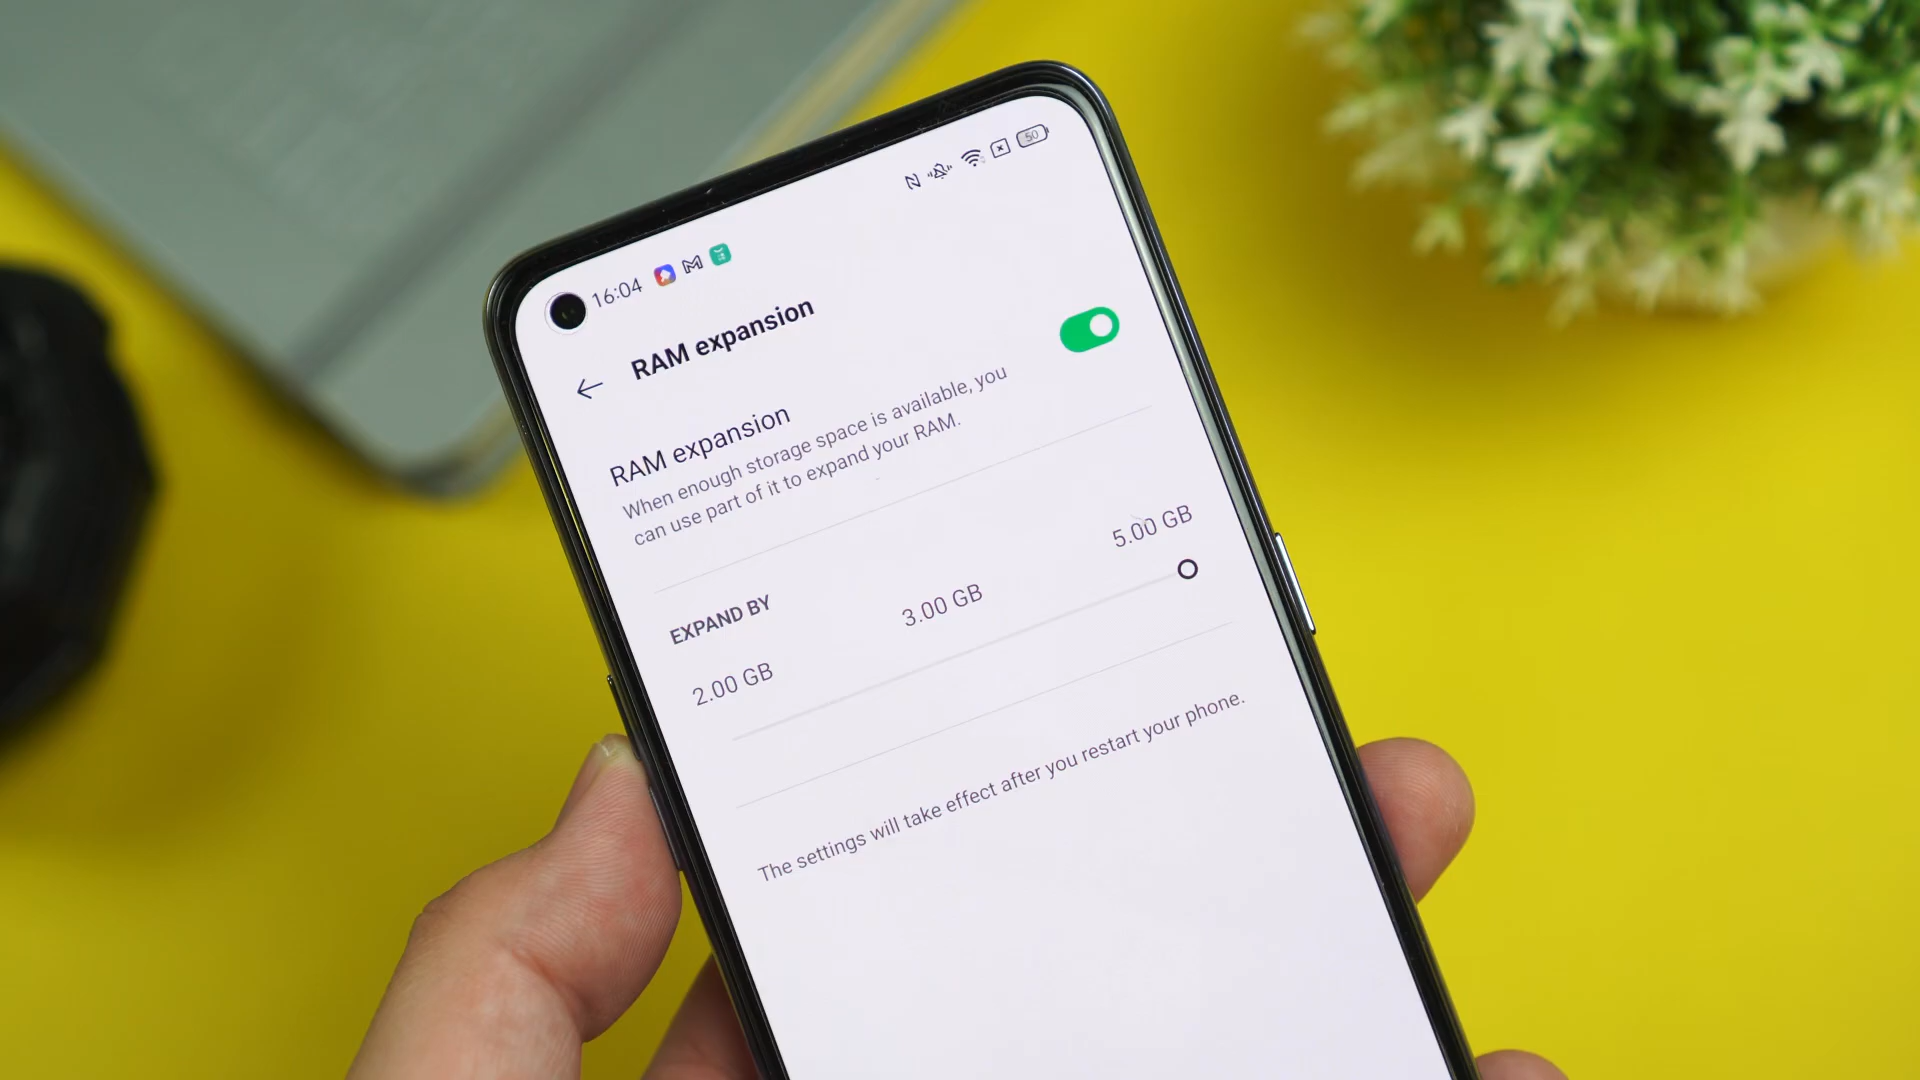 16:04
50
RAM expansion
RAM expansion
When enough storage space is available, you
can use part of it to expand your RAM.
EXPAND BY
2.00 GB 3.00 GB 5.00 GB
The settings will take effect after you restart your phone.